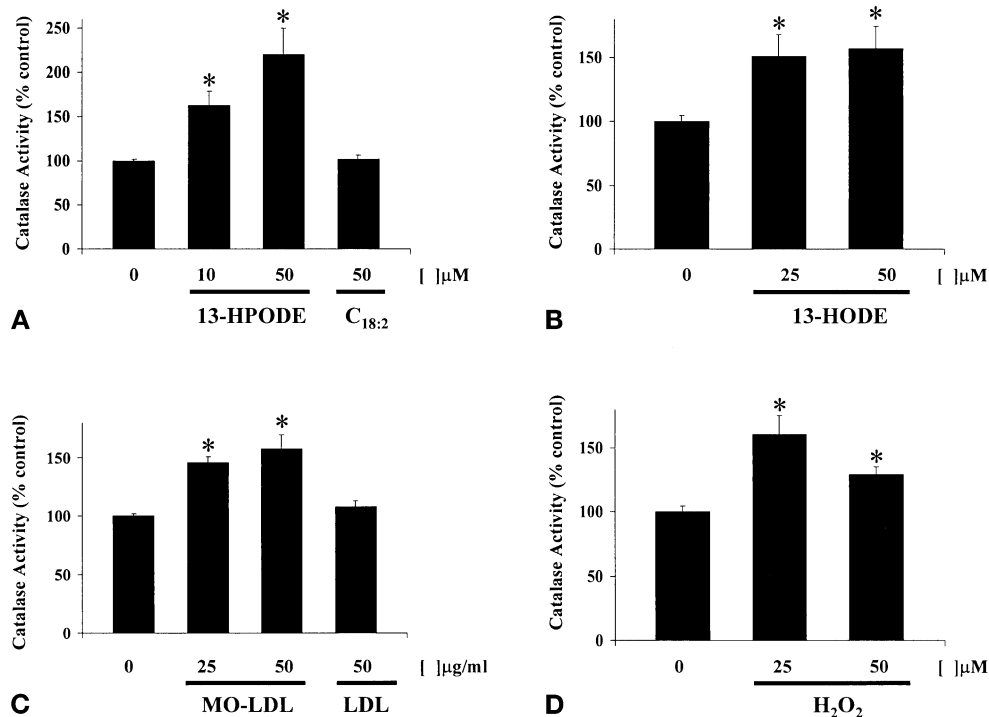 Catalase Activity (% control)
250
200
150
100
50
0
*
*
0 10 50 50 [ ]μM
13-HPODE C18:2
A
Catalase Activity (% control)
150
100
50
0
*
*
0 25 50 [ ]μM
13-HODE
B
Catalase Activity (% control)
150
100
50
0
*
*
0 25 50 50 [ ]μg/ml
MO-LDL LDL
C
Catalase Activity (% control)
150
100
50
0
*
*
0 25 50 [ ]μM
H2O2
D